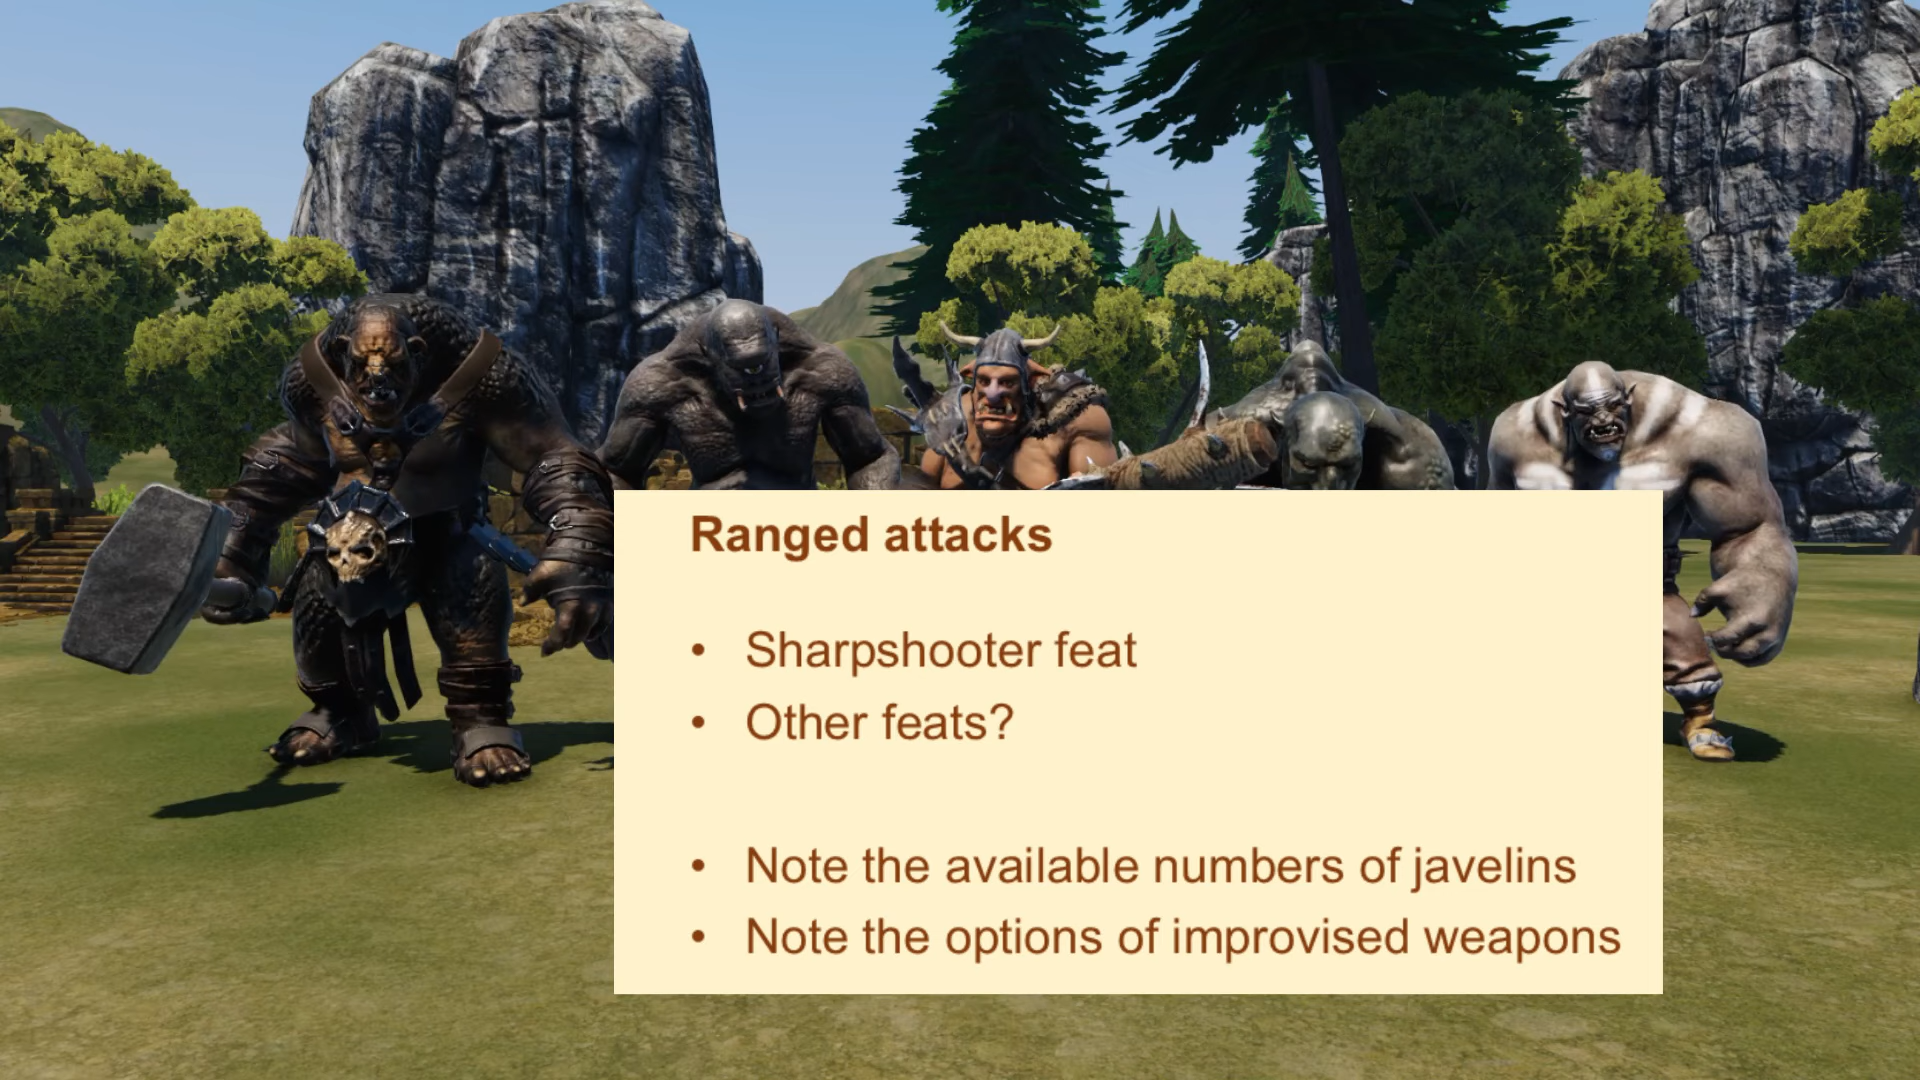 Ranged attacks
• Sharpshooter feat
• Other feats?
• Note the available numbers of javelins
• Note the options of improvised weapons